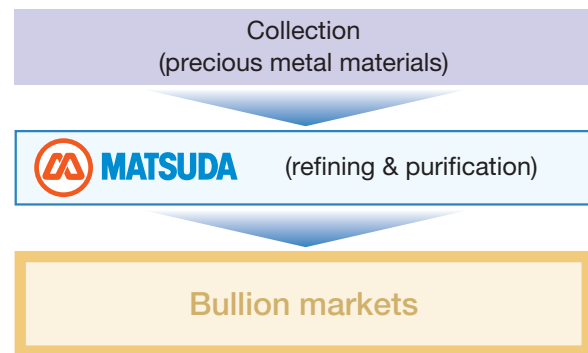 Collection
(precious metal materials)
MATSUDA (refining & purification)
Bullion markets